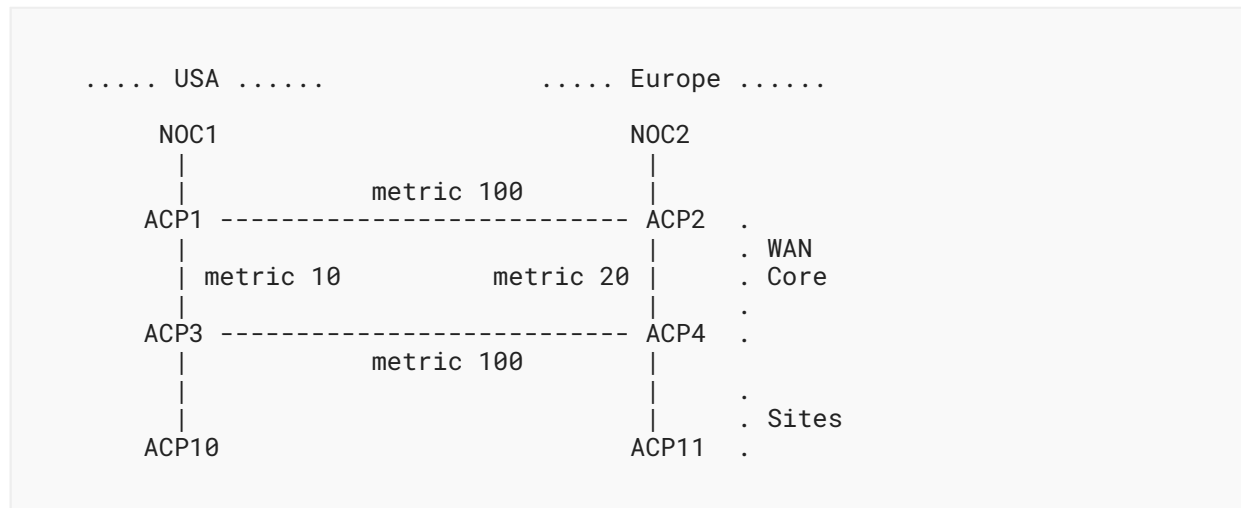 ..... USA ...... ..... Europe ......
NOC1 NOC2
| |
| metric 100 |
ACP1 --------------------------- ACP2 .
| | . WAN
| metric 10 metric 20 | . Core
| | .
ACP3 --------------------------- ACP4 .
| metric 100 |
| | .
| | . Sites
ACP10 ACP11 .